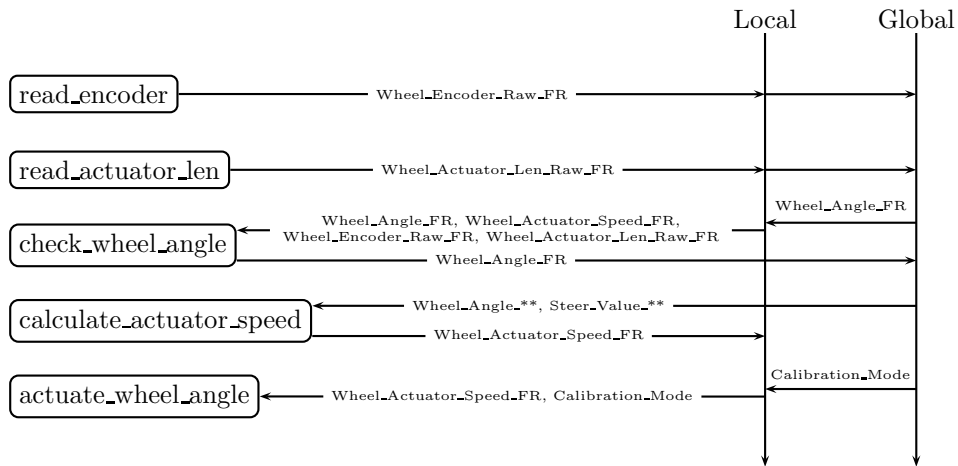 Local
Global
read_encoder
Wheel_Encoder_Raw_FR
read_actuator_len
Wheel_Actuator_Len_Raw_FR
Wheel_Angle_FR
check_wheel_angle
Wheel_Angle_FR, Wheel_Actuator_Speed_FR,
Wheel_Encoder_Raw_FR, Wheel_Actuator_Len_Raw_FR
Wheel_Angle_FR
calculate_actuator_speed
Wheel_Angle_**, Steer_Value_**
Wheel_Actuator_Speed_FR
Calibration_Mode
actuate_wheel_angle
Wheel_Actuator_Speed_FR, Calibration_Mode